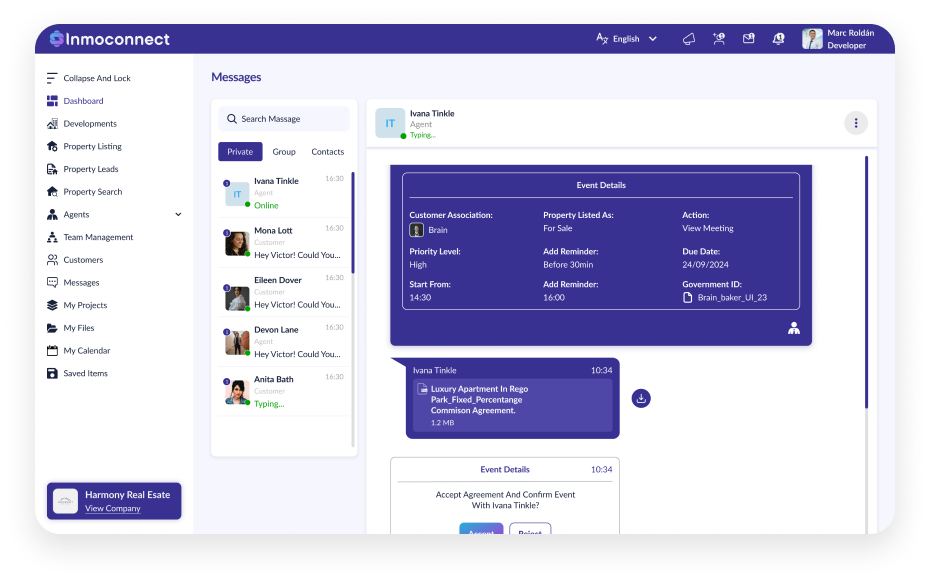 Inmoconnect
English
Marc Roldán
Developer
Collapse And Lock
Dashboard
Developments
Property Listing
Property Leads
Property Search
Agents
Team Management
Customers
Messages
My Projects
My Files
My Calendar
Saved Items
Harmony Real Esate
View Company
Messages
Search Massage
Private Group Contacts
Ivana Tinkle 16:30
1
IT
Agent
Online
Mona Lott 16:30
1
Customer
Hey Victor! Could You...
Eileen Dover 16:30
1
Customer
Hey Victor! Could You...
Devon Lane 16:30
1
Agent
Hey Victor! Could You...
Anita Bath 16:30
1
Customer
Typing...
IT
Ivana Tinkle
Agent
Typing...
Event Details
Customer Association: Property Listed As: Action:
Brain For Sale View Meeting
Priority Level: Add Reminder: Due Date:
High Before 30min 24/09/2024
Start From: Add Reminder: Government ID:
14:30 16:00 Brain_baker_UI_23
Ivana Tinkle 10:34
Luxury Apartment In Rego
Park_Fixed_Percentange
Commison Agreement.
1.2 MB
Event Details 10:34
Accept Agreement And Confirm Event
With Ivana Tinkle?
Accept Reject